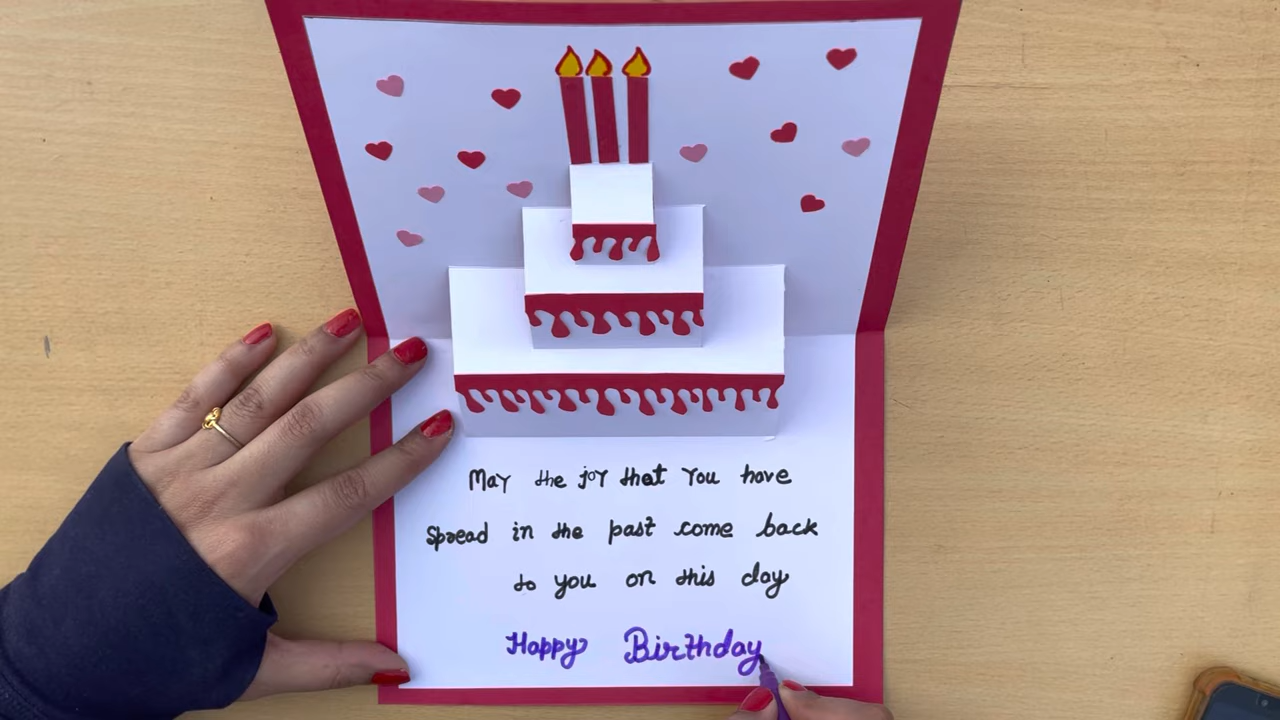 May the joy that you have
spread in the past come back
to you on this day
Happy Birthday